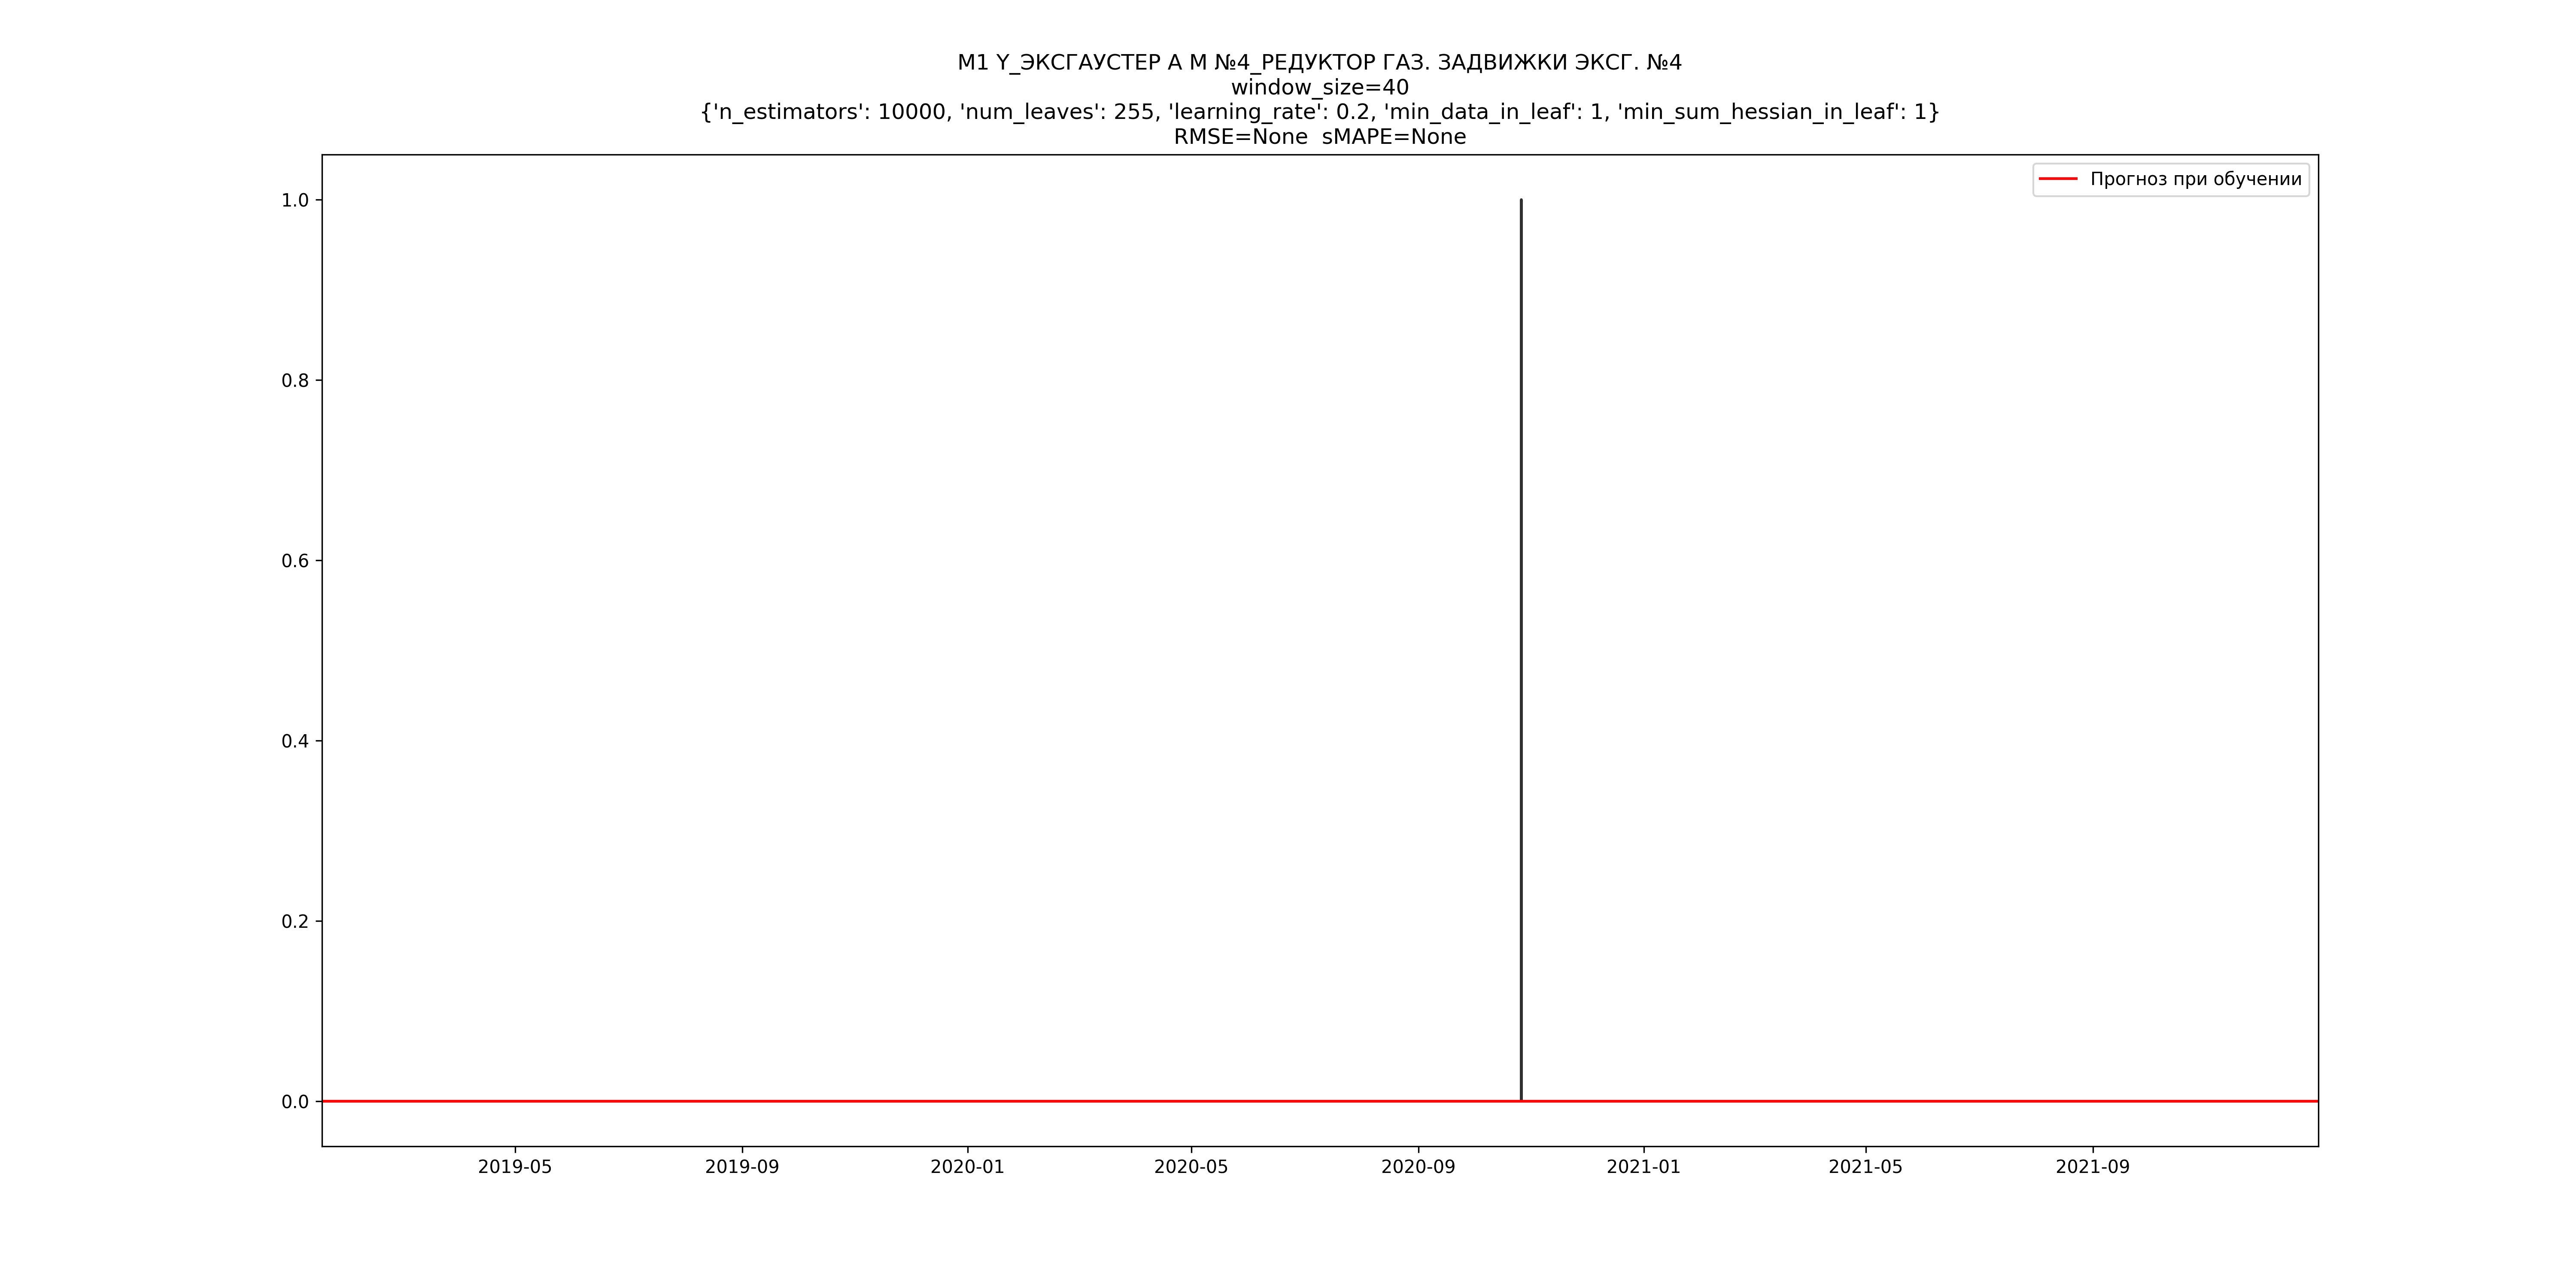 M1 Y_ЭКСГАУСТЕР А М №4_РЕДУКТОР ГАЗ. ЗАДВИЖКИ ЭКСГ. №4
window_size=40
{'n_estimators': 10000, 'num_leaves': 255, 'learning_rate': 0.2, 'min_data_in_leaf': 1, 'min_sum_hessian_in_leaf': 1}
RMSE=None  sMAPE=None
Прогноз при обучении
1.0
0.8
0.6
0.4
0.2
0.0
2019-05 2019-09 2020-01 2020-05 2020-09 2021-01 2021-05 2021-09